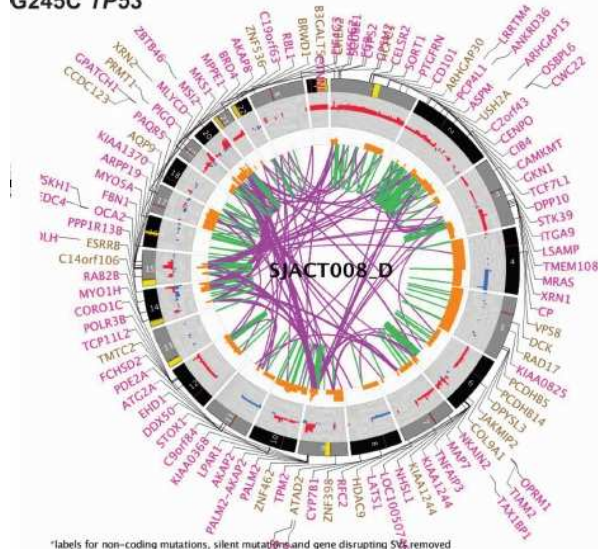 G245C TP53
C19orf63
RBL1
BRWD1
ZNF536
AKAP8
BRD4
MPPE1
MKS1
MSI2
ZBTB46
MLYCD
PIGQ
XRN2
PRMT1
GPATCH1
CCDC123
PAQR5
AQP9
KIAA1370
ARPP19
MYO5A
FBN1
OCA2
PPP1R13B
ESRRB
C14orf106
RAB2B
MYO1H
CORO1C
POLR3B
TCP11L2
TMTC2
FCHSD2
PDE2A
ATG2A
EHD1
DDX50
STOX1
C9orf84
KIAA0368
LPAR1
AKAP2
PALM2-AKAP2
PALM2
ZNF462
TPM2
ATAD2
CYP7B1
ZNF398
RFC2
HDAC9
LATS1
NHSL1
KIAA1244
KIAA1244
TNFAIP3
MAP7
NKAIN2
TAX1BP1
TIAM2
OPRM1
COL9A1
JAKMIP2
DPYSL3
PCDHB14
PCDHB5
KIAA0825
RAD17
DCK
VPS8
CP
XRN1
MRAS
TMEM108
LSAMP
ITGA9
STK39
DPP10
TCF7L1
GKN1
CAMKMT
CIB4
CENPO
C2orf43
USH2A
ASPM
PCP4L1
ARHGAP30
CD101
PTGFRN
SORT1
CELSR2
LRRTM4
ANKRD36
ARHGAP15
OSBPL6
CWC22
SJACT008_D
*labels for non-coding mutations, silent mutations and gene disrupting SVs removed